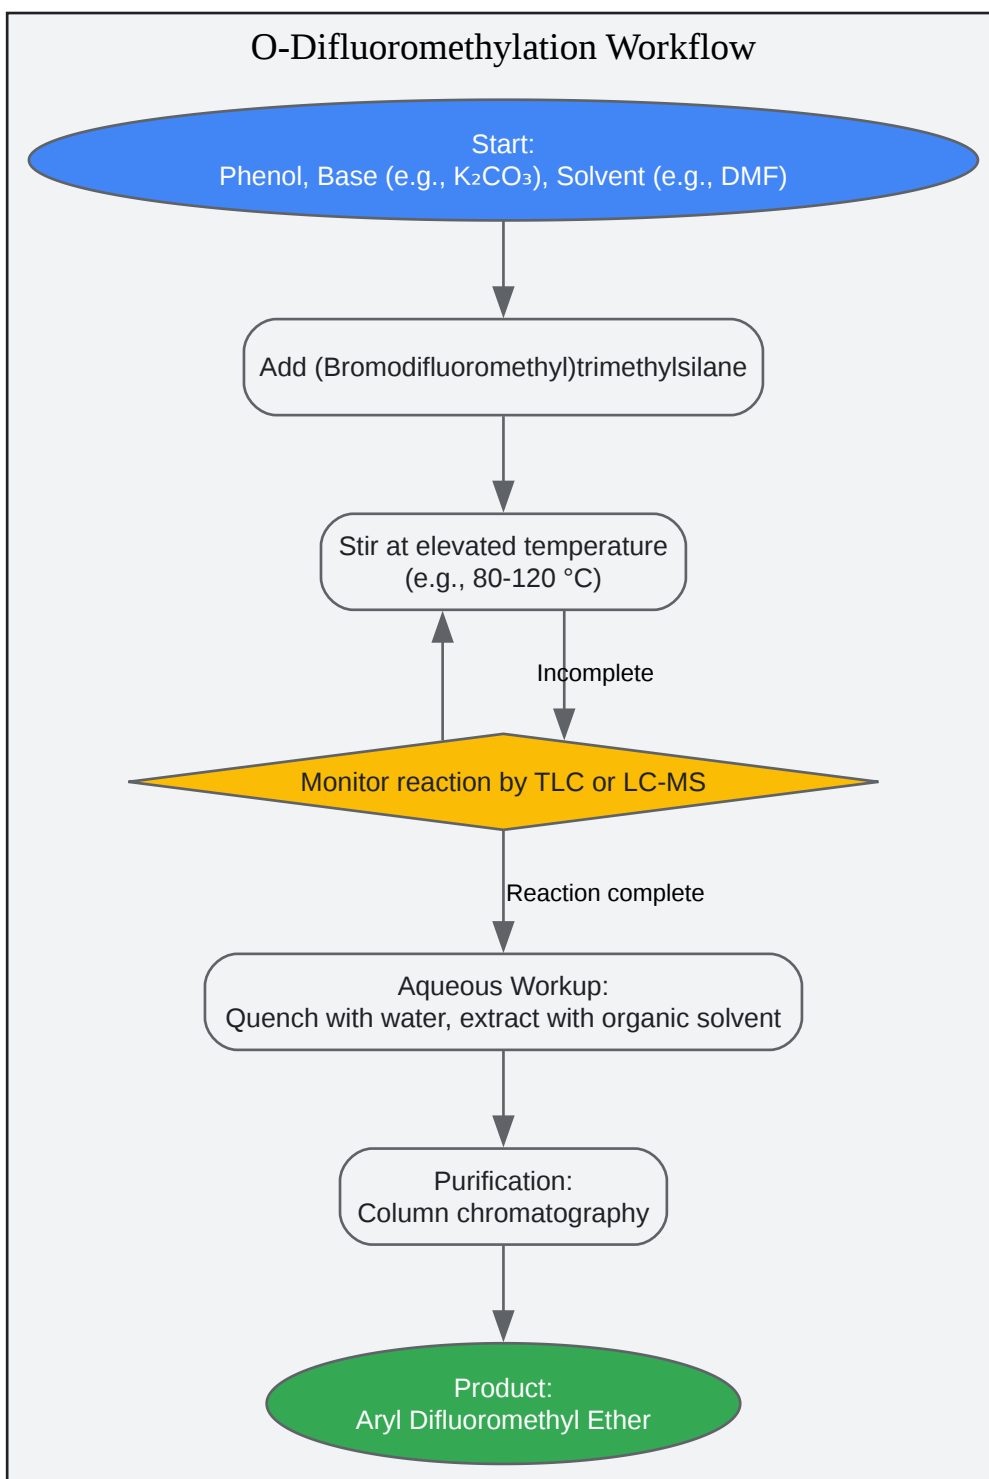 O-Difluoromethylation Workflow
Start:
Phenol, Base (e.g., K₂CO₃), Solvent (e.g., DMF)
Add (Bromodifluoromethyl)trimethylsilane
Stir at elevated temperature
(e.g., 80-120 °C)
Incomplete
Monitor reaction by TLC or LC-MS
Reaction complete
Aqueous Workup:
Quench with water, extract with organic solvent
Purification:
Column chromatography
Product:
Aryl Difluoromethyl Ether